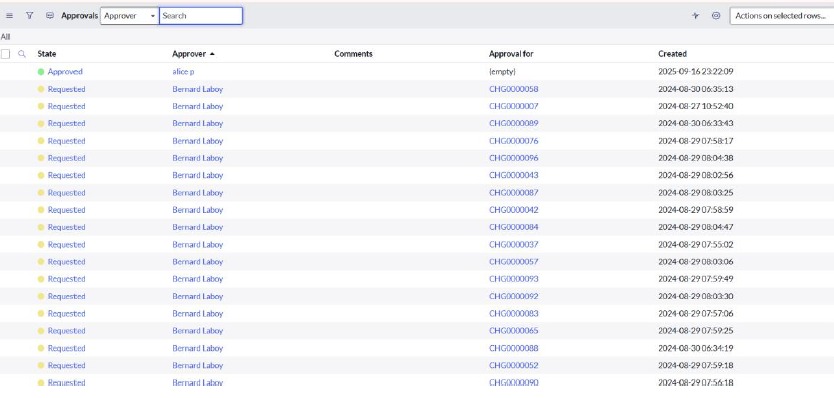 Approvals Approver Search Actions on selected rows...
All
State Approver Comments Approval for Created
Approved alice p (empty) 2025-09-16 23:22:09
Requested Bernard Laboy CHG0000058 2024-08-30 06:35:13
Requested Bernard Laboy CHG0000007 2024-08-27 10:52:40
Requested Bernard Laboy CHG0000089 2024-08-30 06:33:43
Requested Bernard Laboy CHG0000076 2024-08-29 07:58:17
Requested Bernard Laboy CHG0000096 2024-08-29 08:04:38
Requested Bernard Laboy CHG0000043 2024-08-29 08:02:56
Requested Bernard Laboy CHG0000087 2024-08-29 08:03:25
Requested Bernard Laboy CHG0000042 2024-08-29 07:58:59
Requested Bernard Laboy CHG0000084 2024-08-29 08:04:47
Requested Bernard Laboy CHG0000037 2024-08-29 07:55:02
Requested Bernard Laboy CHG0000057 2024-08-29 08:03:06
Requested Bernard Laboy CHG0000093 2024-08-29 07:59:49
Requested Bernard Laboy CHG0000092 2024-08-29 08:03:30
Requested Bernard Laboy CHG0000083 2024-08-29 07:57:06
Requested Bernard Laboy CHG0000065 2024-08-29 07:59:25
Requested Bernard Laboy CHG0000088 2024-08-30 06:34:19
Requested Bernard Laboy CHG0000052 2024-08-29 07:59:18
Requested Bernard Laboy CHG0000090 2024-08-29 07:56:18